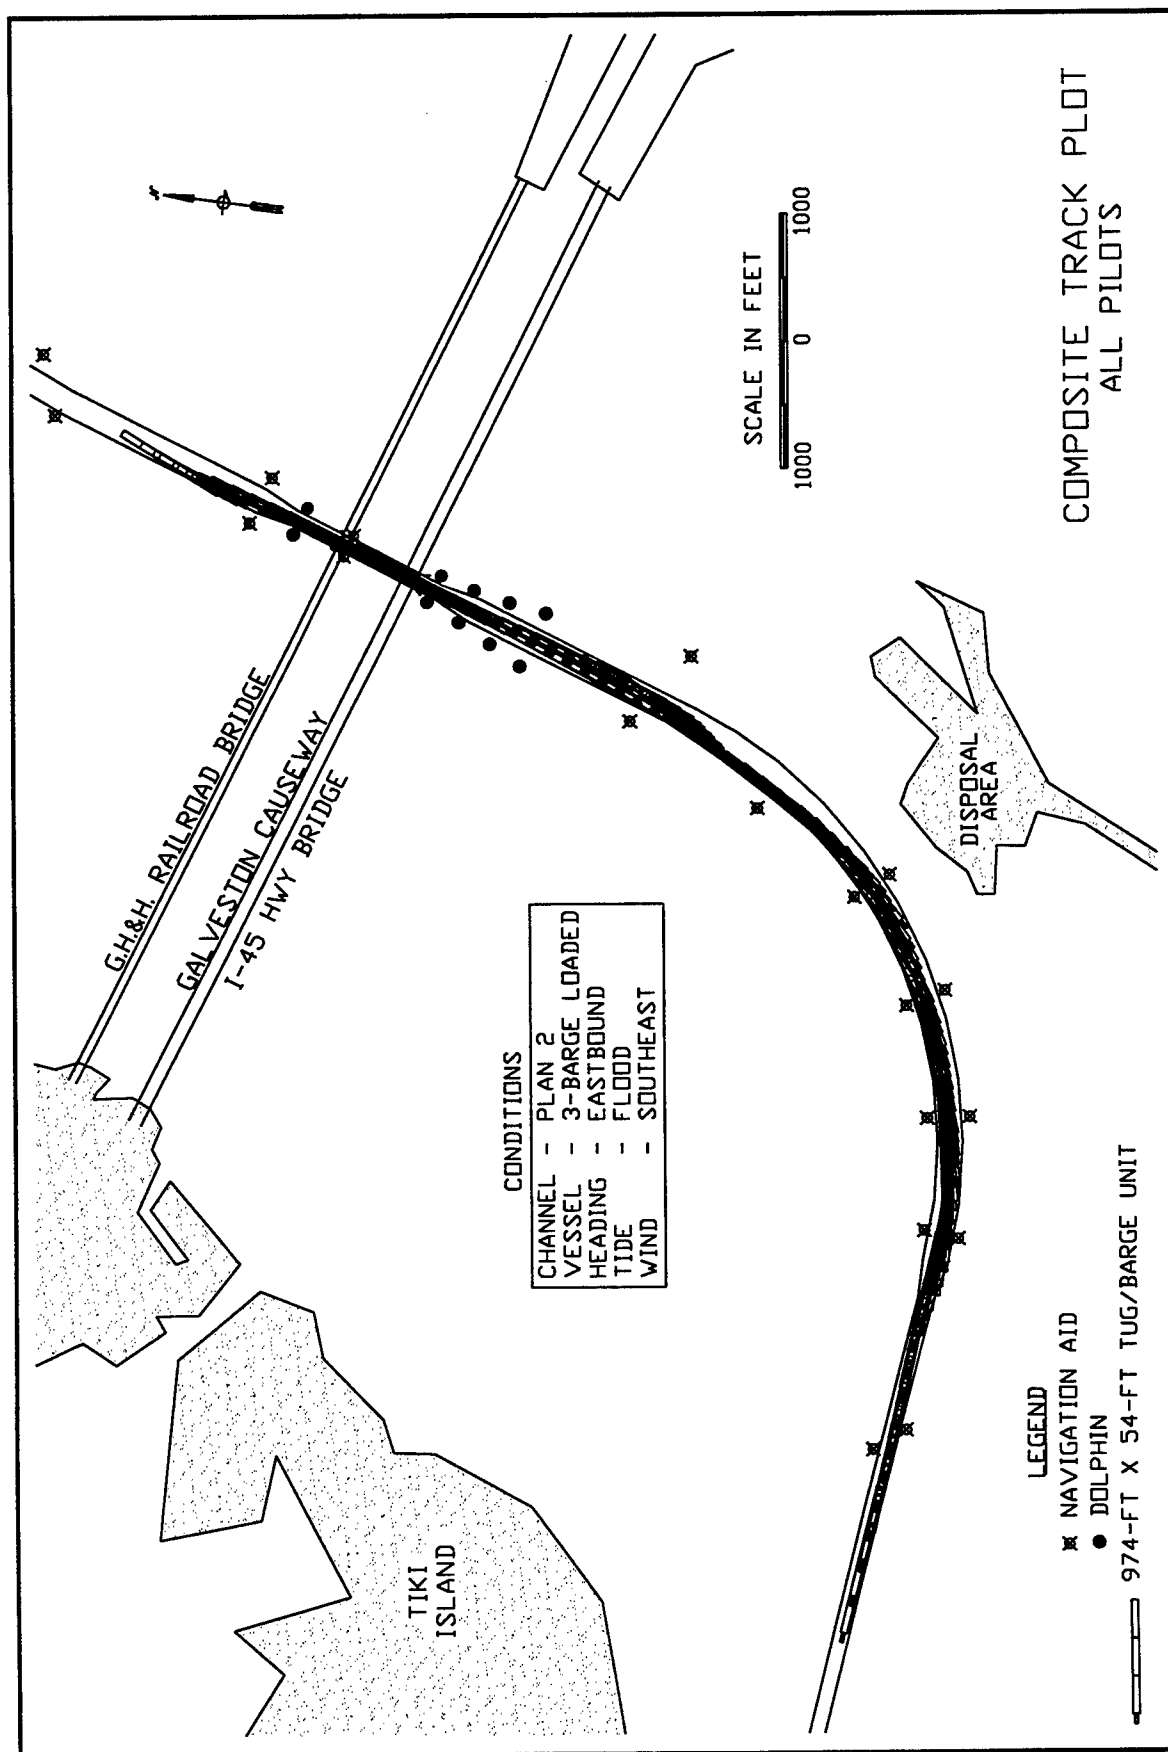 G.H.&H. RAILROAD BRIDGE
GALVESTON CAUSEWAY
I-45 HWY BRIDGE
N
TIKI
ISLAND
CONDITIONS
CHANNEL - PLAN 2
VESSEL - 3-BARGE LOADED
HEADING - EASTBOUND
TIDE - FLOOD
WIND - SOUTHEAST
SCALE IN FEET
1000 0 1000
DISPOSAL
AREA
LEGEND
NAVIGATION AID
DOLPHIN
974-FT X 54-FT TUG/BARGE UNIT
COMPOSITE TRACK PLOT
ALL PILOTS